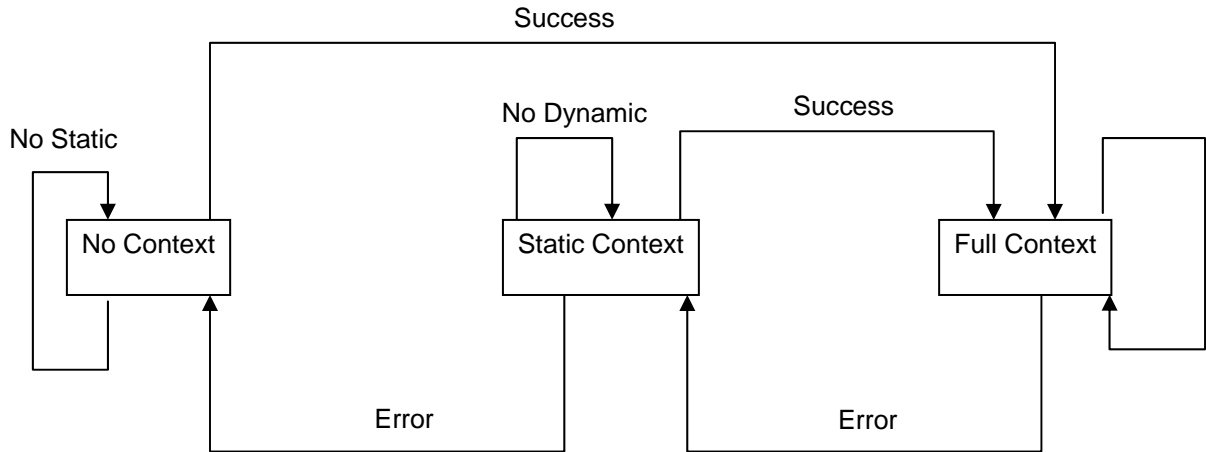 Success
No Dynamic
Success
No Static
No Context
Static Context
Full Context
Error
Error